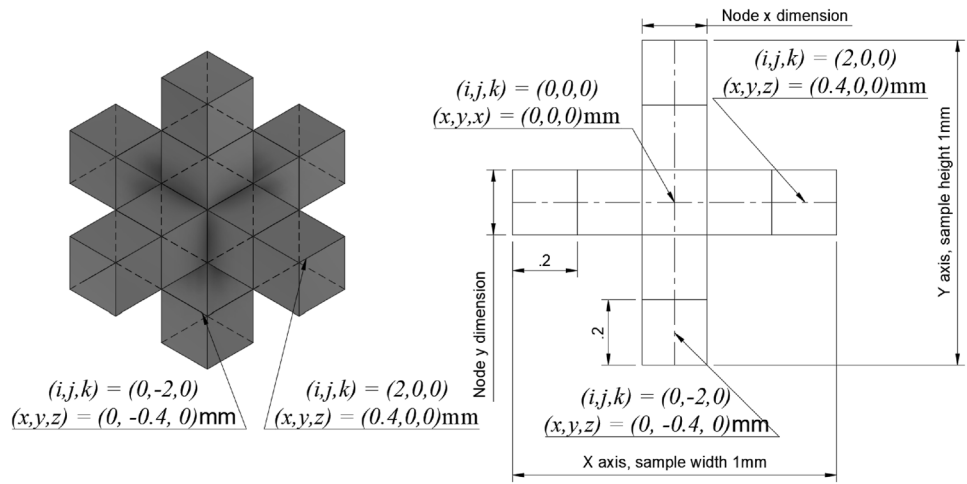 Node x dimension
(i,j,k) = (2,0,0)
(x,y,z) = (0.4,0,0)mm
(i,j,k) = (0,0,0)
(x,y,x) = (0,0,0)mm
.2
.2
Node y dimension
Y axis, sample height 1mm
(i,j,k) = (0,-2,0)
(x,y,z) = (0, -0.4, 0)mm
(i,j,k) = (2,0,0)
(x,y,z) = (0.4,0,0)mm
(i,j,k) = (0,-2,0)
(x,y,z) = (0, -0.4, 0)mm
X axis, sample width 1mm